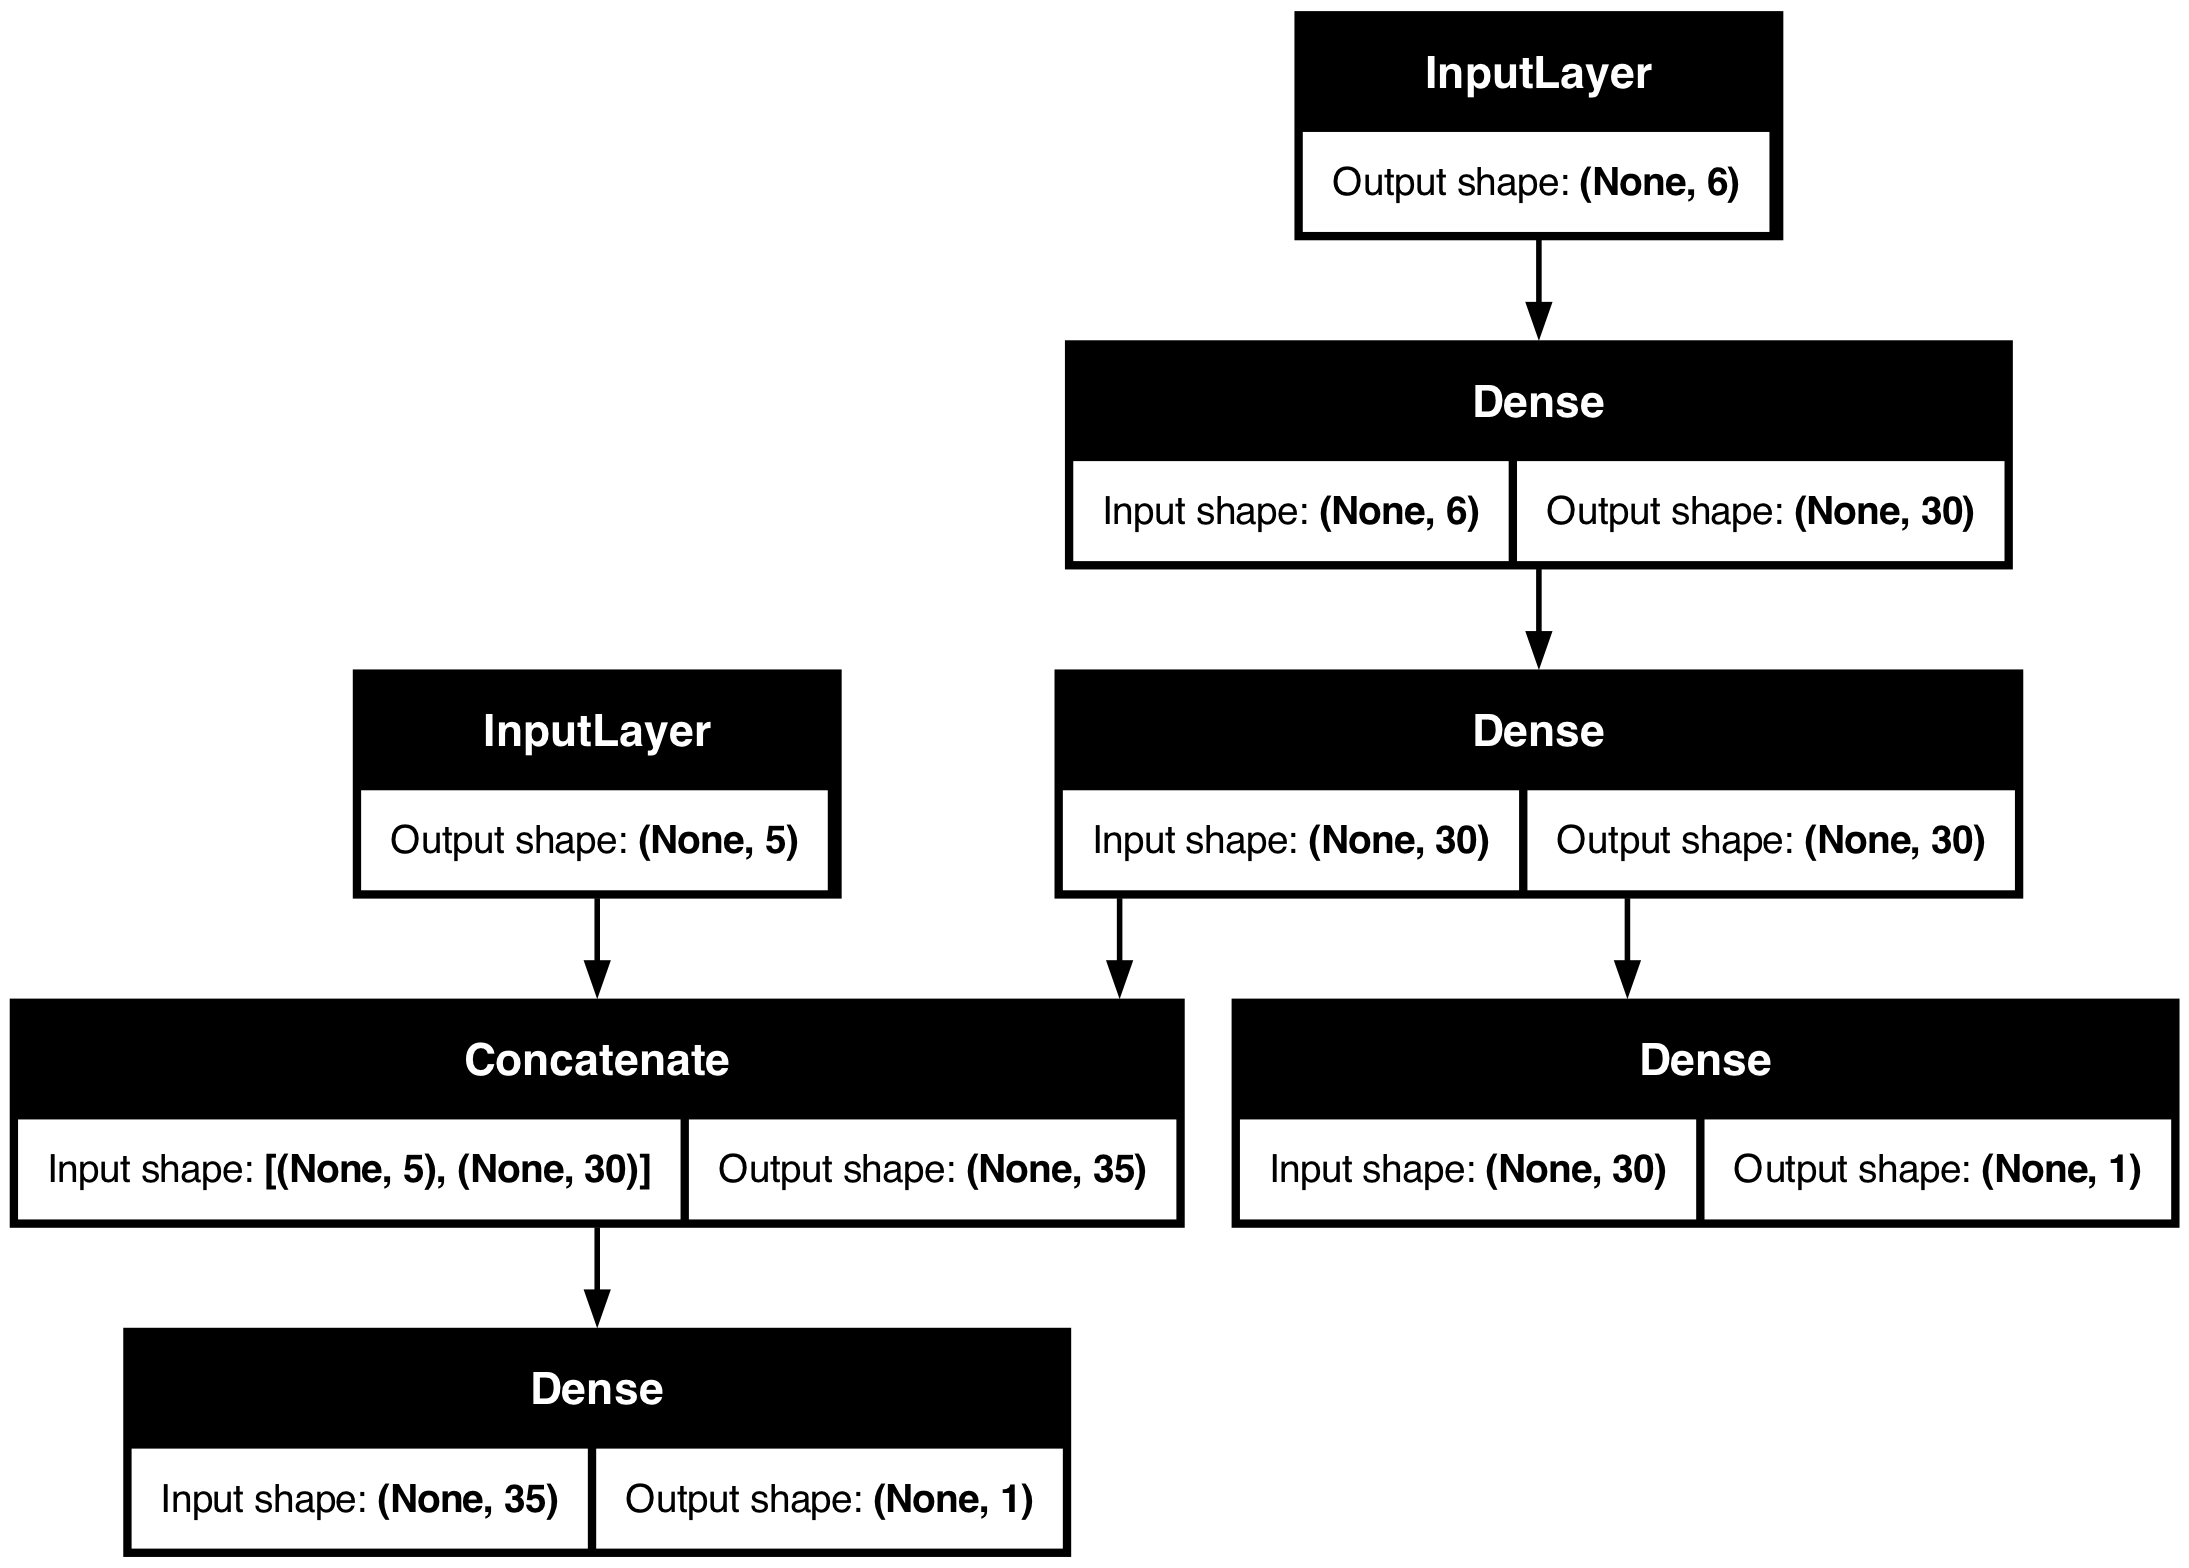 InputLayer
Output shape: (None, 6)
Dense
Input shape: (None, 6) Output shape: (None, 30)
InputLayer
Output shape: (None, 5)
Dense
Input shape: (None, 30) Output shape: (None, 30)
Concatenate
Input shape: [(None, 5), (None, 30)] Output shape: (None, 35)
Dense
Input shape: (None, 30) Output shape: (None, 1)
Dense
Input shape: (None, 35) Output shape: (None, 1)